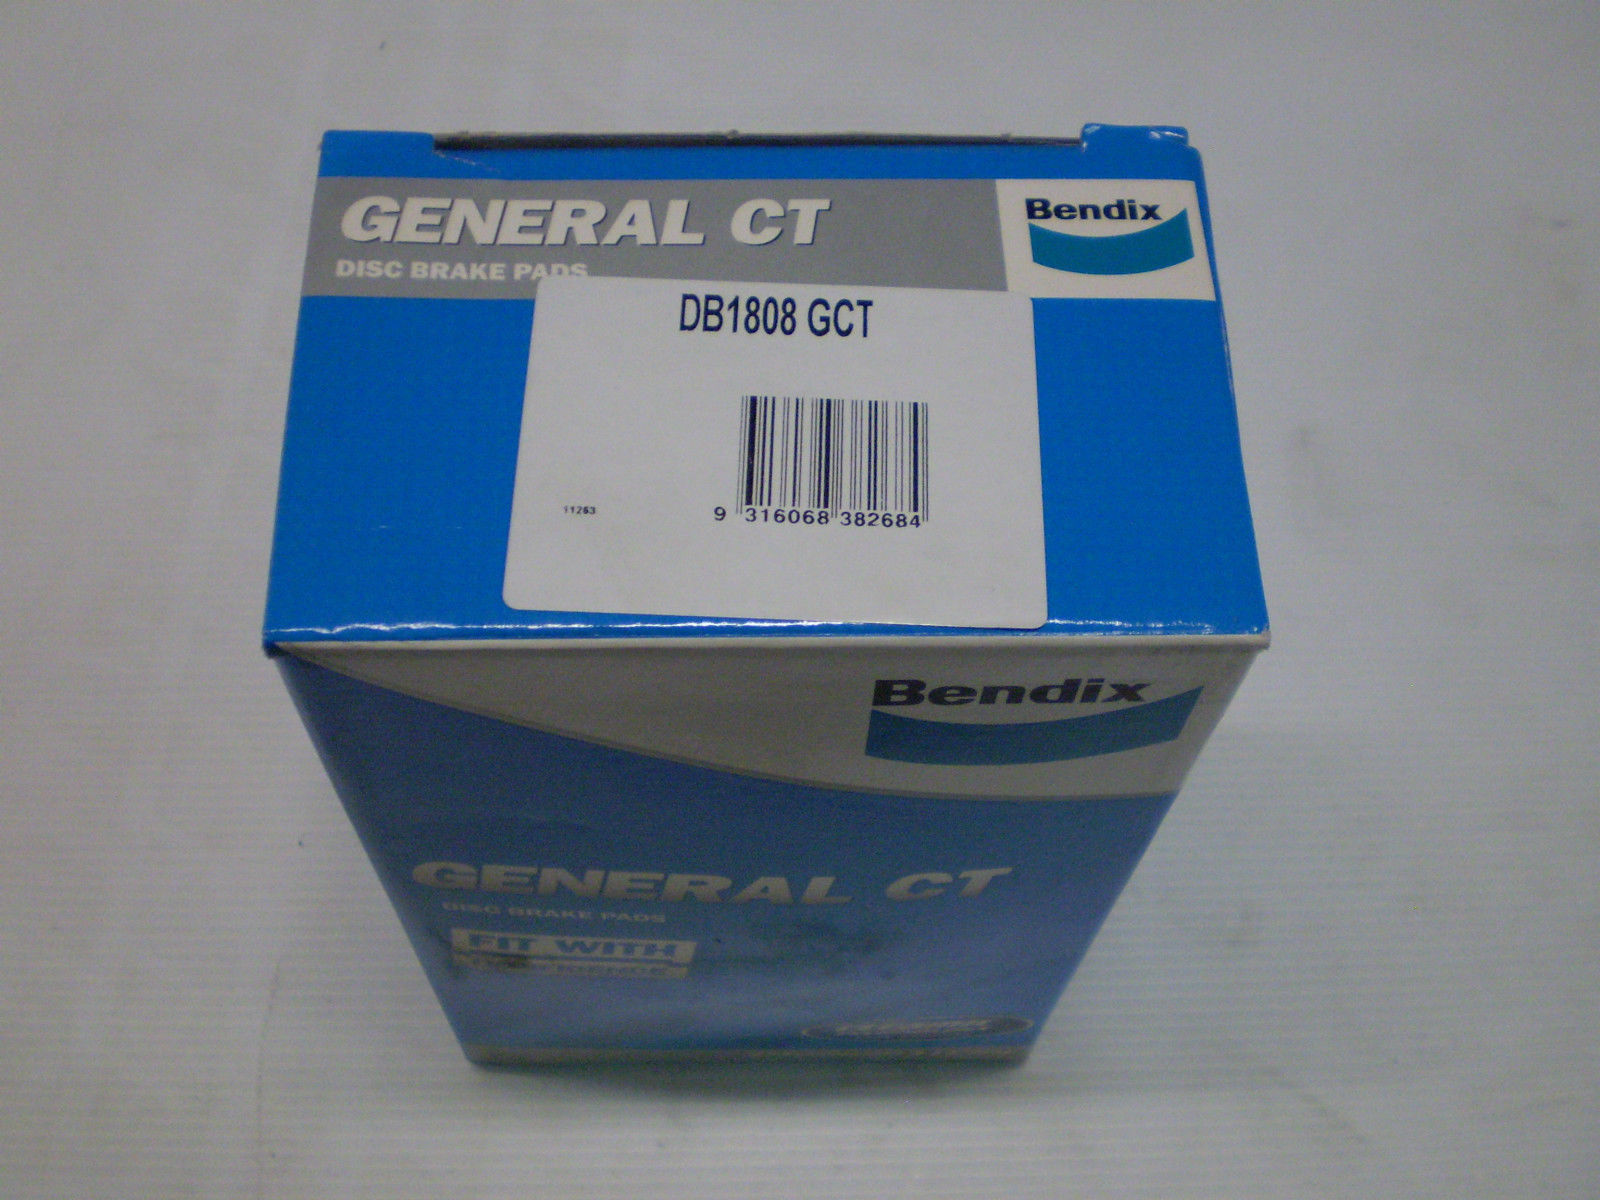 GENERAL CT
Bendix
DISC BRAKE PADS
DB1808 GCT
11263
9 316068 382684
Bendix
GENERAL CT
DISC BRAKE PADS
FIT WITH